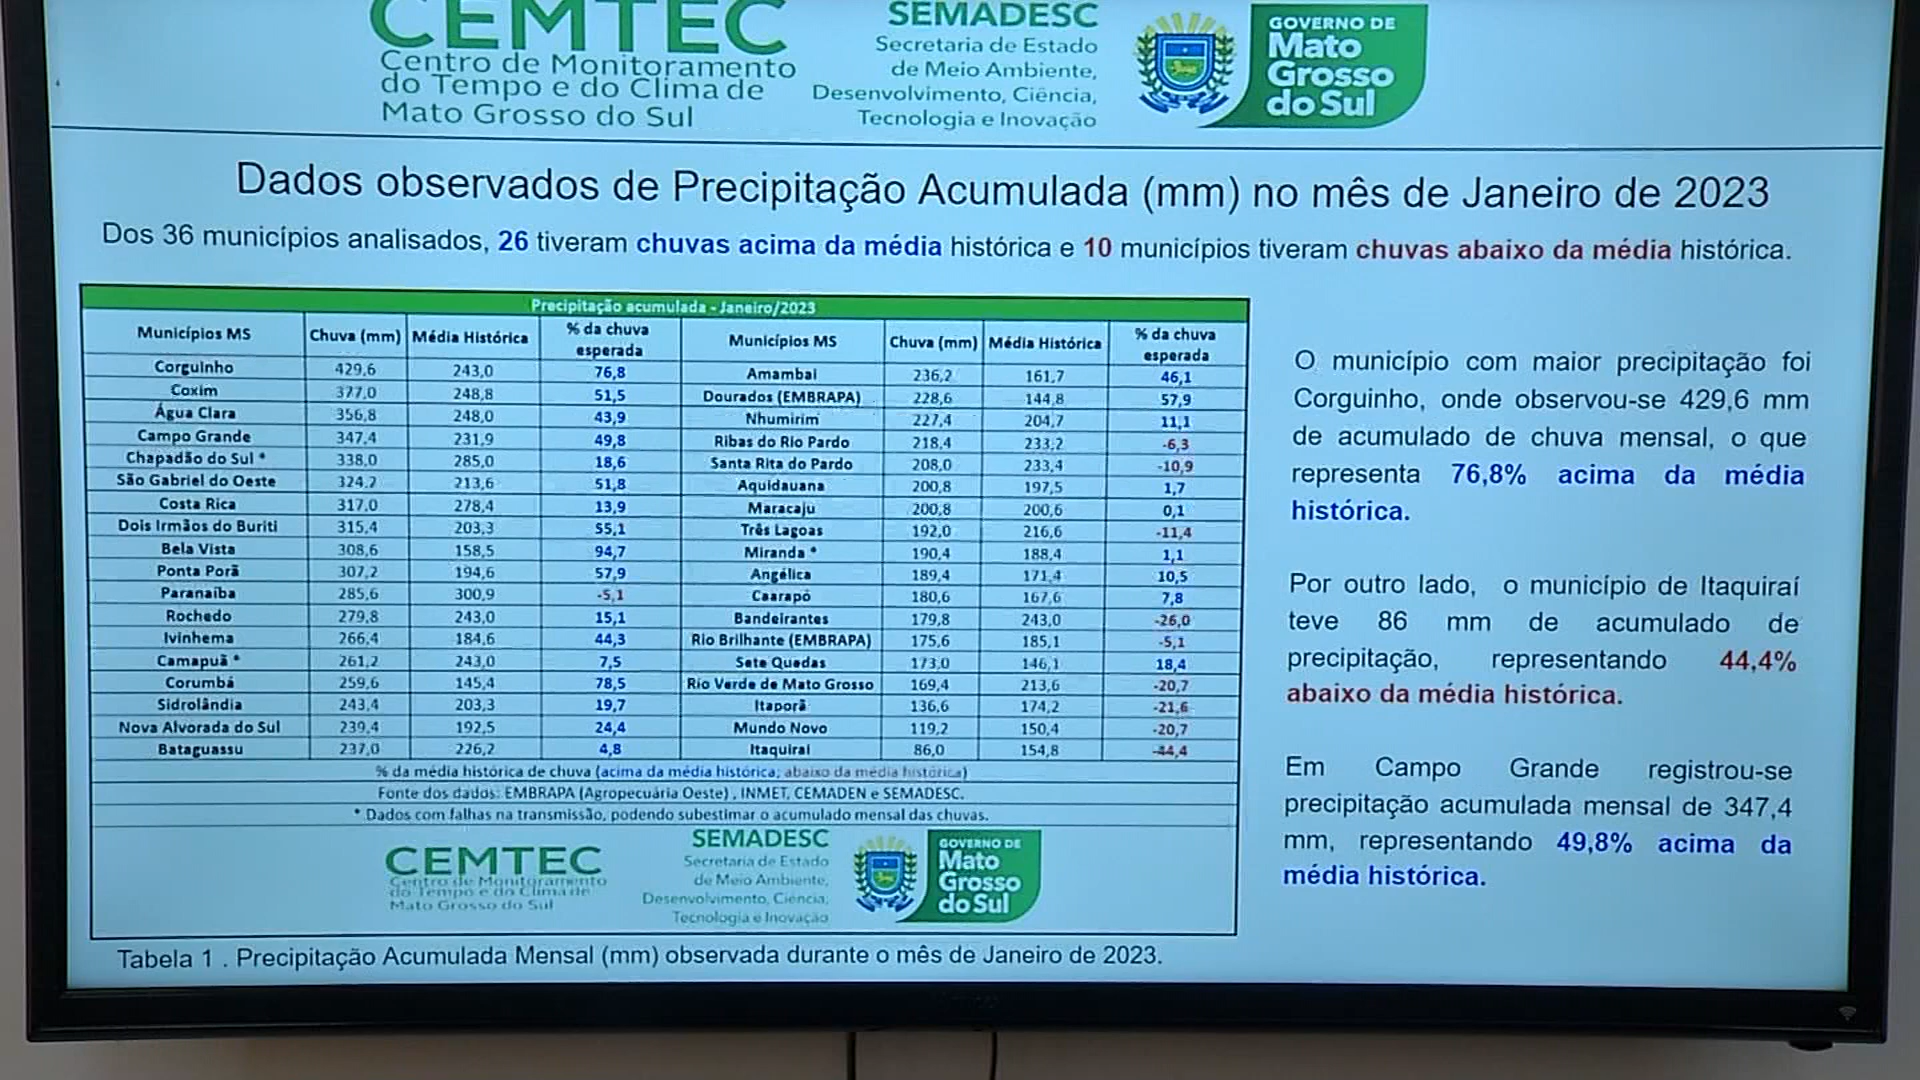 CEMTEC
Centro de Monitoramento
do Tempo e do Clima de
Mato Grosso do Sul
SEMADESC
Secretaria de Estado
de Meio Ambiente,
Desenvolvimento, Ciência,
Tecnologia e Inovação
GOVERNO DE
Mato
Grosso
do Sul
Dados observados de Precipitação Acumulada (mm) no mês de Janeiro de 2023
Dos 36 municípios analisados, 26 tiveram chuvas acima da média histórica e 10 municípios tiveram chuvas abaixo da média histórica.
Precipitação acumulada - Janeiro/2023
Municípios MS Chuva (mm) Média Histórica % da chuva esperada Municípios MS Chuva (mm) Média Histórica % da chuva esperada
Corguinho 429,6 243,0 76,8 Amambai 236,2 161,7 46,1
Coxim 377,0 248,8 51,5 Dourados (EMBRAPA) 228,6 144,8 57,9
Água Clara 356,8 248,0 43,9 Nhumirim 227,4 204,7 11,1
Campo Grande 347,4 231,9 49,8 Ribas do Rio Pardo 218,4 233,2 -6,3
Chapadão do Sul * 338,0 285,0 18,6 Santa Rita do Pardo 208,0 233,4 -10,9
São Gabriel do Oeste 324,2 213,6 51,8 Aquidauana 200,8 197,5 1,7
Costa Rica 317,0 278,4 13,9 Maracaju 200,8 200,6 0,1
Dois Irmãos do Buriti 315,4 203,3 55,1 Três Lagoas 192,0 216,6 -11,4
Bela Vista 308,6 158,5 94,7 Miranda * 190,4 188,4 1,1
Ponta Porã 307,2 194,6 57,9 Angélica 189,4 171,4 10,5
Paranaíba 285,6 300,9 -5,1 Caarapó 180,6 167,6 7,8
Rochedo 279,8 243,0 15,1 Bandeirantes 179,8 243,0 -26,0
Ivinhema 266,4 184,6 44,3 Rio Brilhante (EMBRAPA) 175,6 185,1 -5,1
Camapuã * 261,2 243,0 7,5 Sete Quedas 173,0 146,1 18,4
Corumbá 259,6 145,4 78,5 Rio Verde de Mato Grosso 169,4 213,6 -20,7
Sidrolândia 243,4 203,3 19,7 Itaporã 136,6 174,2 -21,6
Nova Alvorada do Sul 239,4 192,5 24,4 Mundo Novo 119,2 150,4 -20,7
Bataguassu 237,0 226,2 4,8 Itaquirai 86,0 154,8 -44,4
% da média histórica de chuva (acima da média histórica; abaixo da média histórica)
Fonte dos dados: EMBRAPA (Agropecuária Oeste) , INMET, CEMADEN e SEMADESC.
* Dados com falhas na transmissão, podendo subestimar o acumulado mensal das chuvas.
CEMTEC
Centro de Monitoramento
do Tempo e do Clima de
Mato Grosso do Sul
SEMADESC
Secretaria de Estado
de Meio Ambiente,
Desenvolvimento, Ciência,
Tecnologia e Inovação
GOVERNO DE
Mato
Grosso
do Sul
Tabela 1 . Precipitação Acumulada Mensal (mm) observada durante o mês de Janeiro de 2023.
O município com maior precipitação foi
Corguinho, onde observou-se 429,6 mm
de acumulado de chuva mensal, o que
representa 76,8% acima da média
histórica.
Por outro lado, o município de Itaquiraí
teve 86 mm de acumulado de
precipitação, representando 44,4%
abaixo da média histórica.
Em Campo Grande registrou-se
precipitação acumulada mensal de 347,4
mm, representando 49,8% acima da
média histórica.